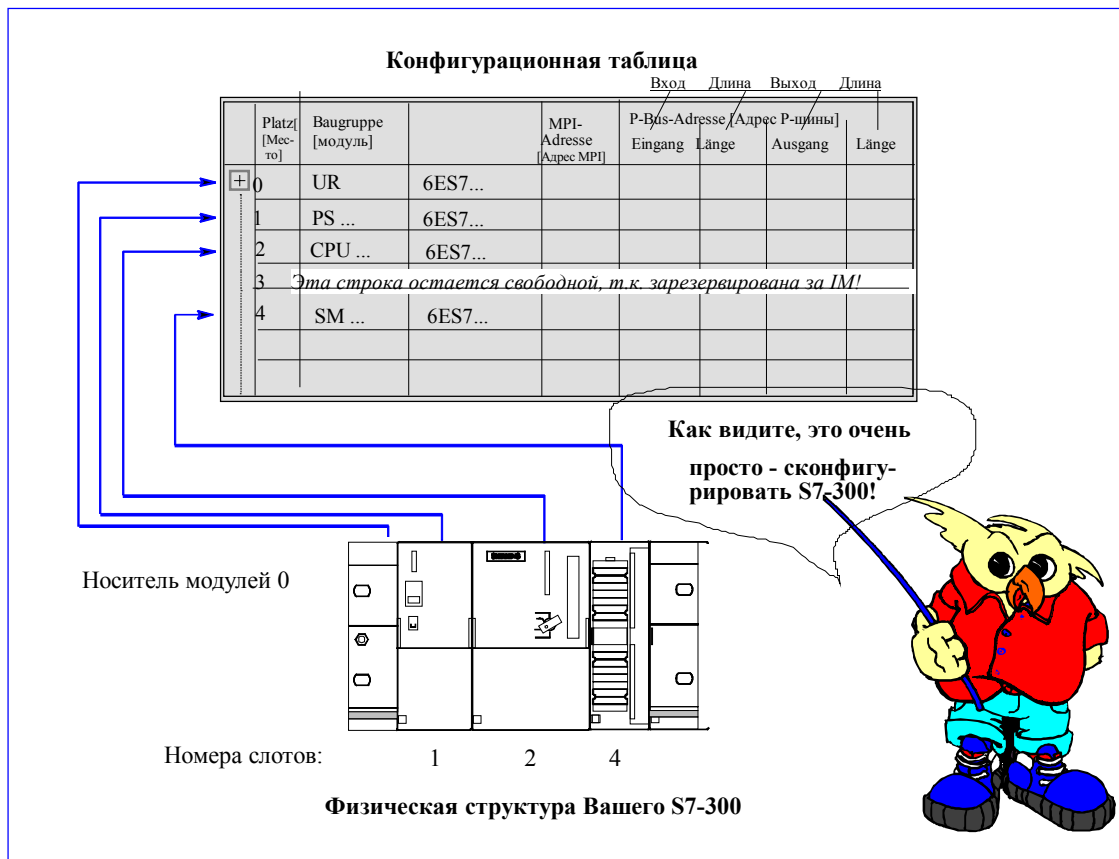 Конфигурационная таблица
Вход Длина Выход Длина
Platz[ Baugruppe MPI- P-Bus-Adresse [Адрес P-шины]
[Мес- [модуль] Adresse Eingang Länge Ausgang Länge
то] [Адрес MPI]
0 UR 6ES7...
1 PS ... 6ES7...
2 CPU ... 6ES7...
3 Эта строка остается свободной, т.к. зарезервирована за IM!
4 SM ... 6ES7...
Как видите, это очень
просто - сконфигу-
рировать S7-300!
Носитель модулей 0
Номера слотов: 1 2 4
Физическая структура Вашего S7-300